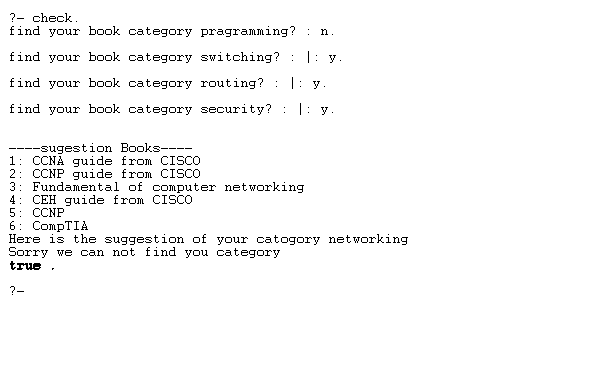 ?- check.
find your book category pragramming? : n.
find your book category switching? : |: y.
find your book category routing? : |: y.
find your book category security? : |: y.
----sugestion Books----
1: CCNA guide from CISCO
2: CCNP guide from CISCO
3: Fundamental of computer networking
4: CEH guide from CISCO
5: CCNP
6: CompTIA
Here is the suggestion of your catogory networking
Sorry we can not find you category
true .
?-